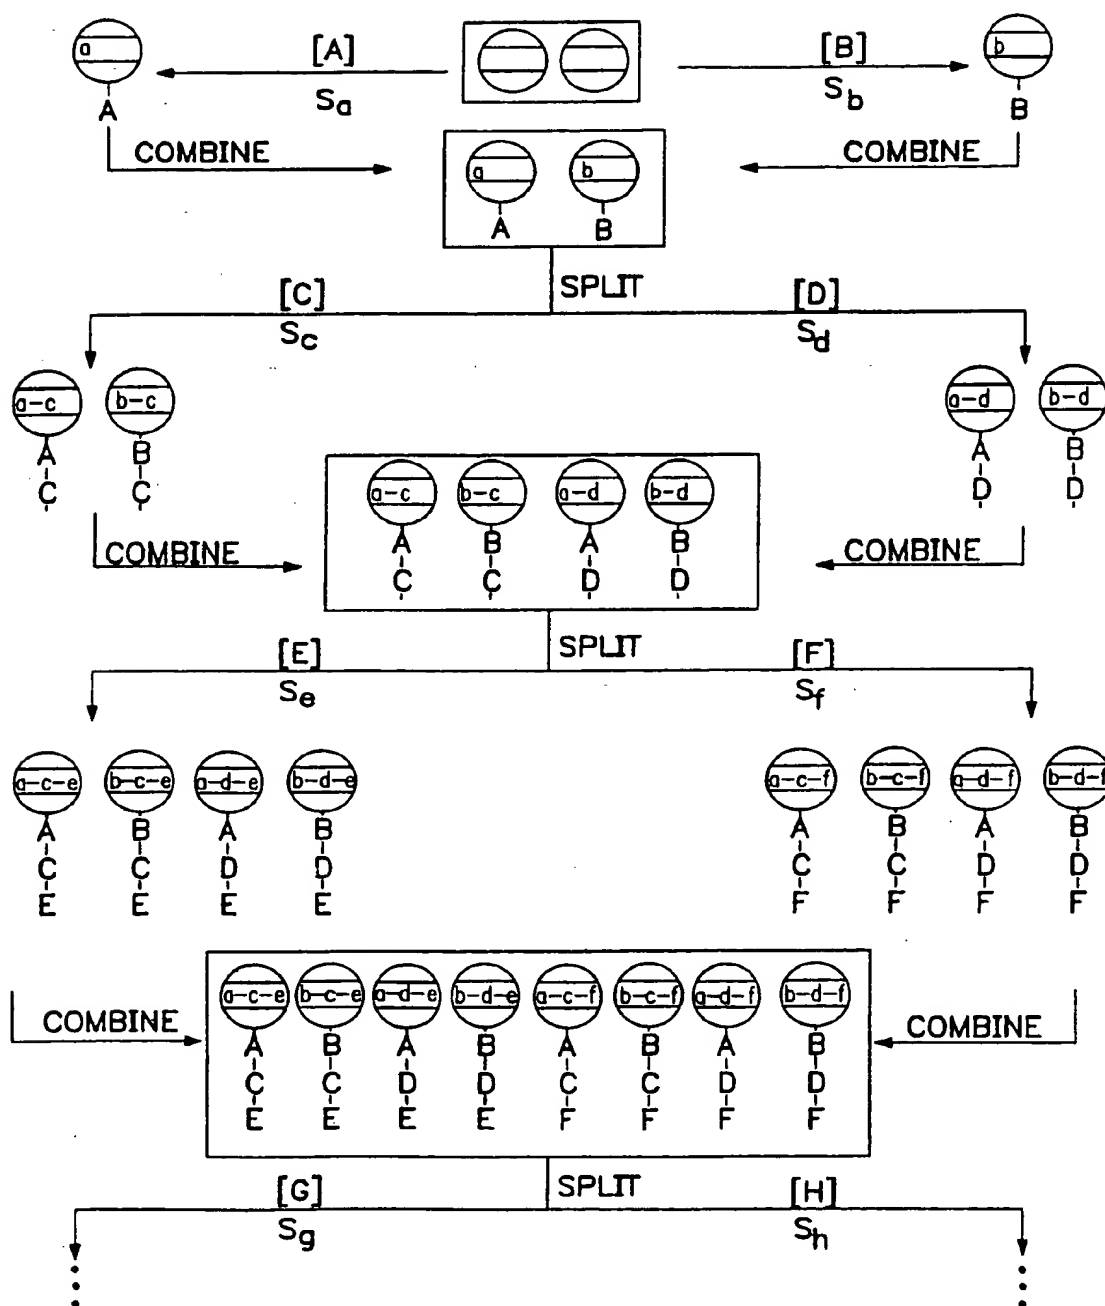 a [A] [B] b
Sa Sb
A B
COMBINE a b COMBINE
A B
[C] SPLIT [D]
Sc Sd
a-c b-c a-d b-d
A B A B
C C D D
a-c b-c a-d b-d
COMBINE A B A B COMBINE
C C D D
[E] SPLIT [F]
Se Sf
a-c-e b-c-e a-d-e b-d-e a-c-f b-c-f a-d-f b-d-f
A B A B A B A B
C C D D C C D D
E E E E F F F F
a-c-e b-c-e a-d-e b-d-e a-c-f b-c-f a-d-f b-d-f
COMBINE A B A B A B A B COMBINE
C C D D C C D D
E E E E F F F F
[G] SPLIT [H]
Sg Sh